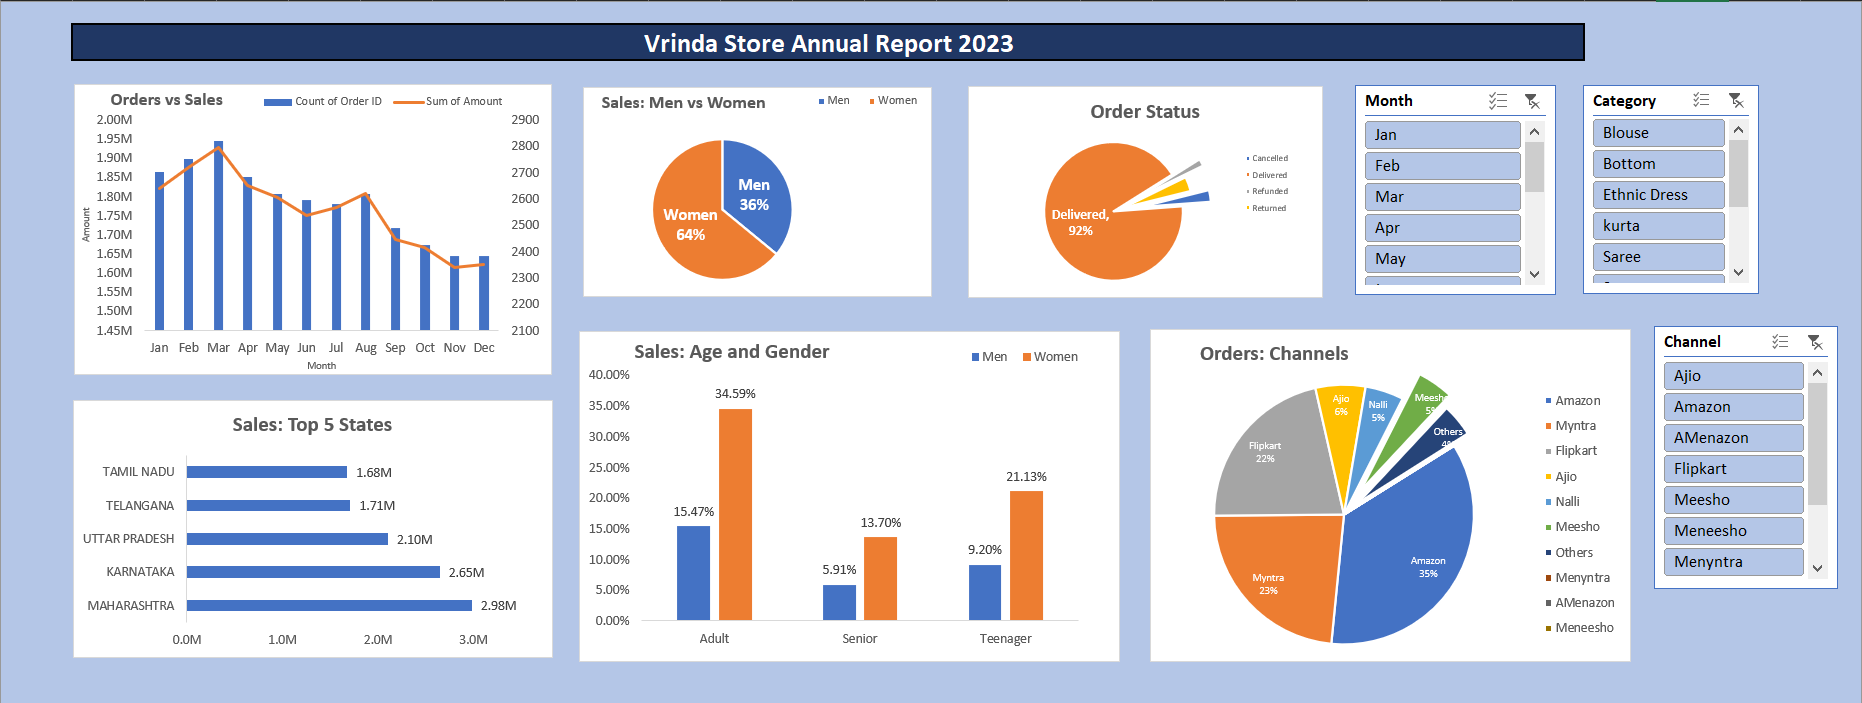 Vrinda Store Annual Report 2023
Orders vs Sales
Count of Order ID
Sum of Amount
2.00M
1.95M
1.90M
1.85M
1.80M
1.75M
1.70M
1.65M
1.60M
1.55M
1.50M
1.45M
Amount
2900
2800
2700
2600
2500
2400
2300
2200
2100
Jan Feb Mar Apr May Jun Jul Aug Sep Oct Nov Dec
Month
Sales: Men vs Women
Men Women
Men
36%
Women
64%
Order Status
Delivered,
92%
Cancelled
Delivered
Refunded
Returned
Month
Jan
Feb
Mar
Apr
May
Category
Blouse
Bottom
Ethnic Dress
kurta
Saree
Sales: Top 5 States
TAMIL NADU 1.68M
TELANGANA 1.71M
UTTAR PRADESH 2.10M
KARNATAKA 2.65M
MAHARASHTRA 2.98M
0.0M 1.0M 2.0M 3.0M
Sales: Age and Gender
Men Women
40.00%
35.00%
30.00%
25.00%
20.00%
15.00%
10.00%
5.00%
0.00%
15.47% 34.59%
5.91% 13.70%
9.20% 21.13%
Adult Senior Teenager
Orders: Channels
Ajio
6%
Nalli
5%
Meesho
5%
Others
4%
Flipkart
22%
Myntra
23%
Amazon
35%
Amazon
Myntra
Flipkart
Ajio
Nalli
Meesho
Others
Menyntra
AMenazon
Meneesho
Channel
Ajio
Amazon
AMenazon
Flipkart
Meesho
Meneesho
Menyntra